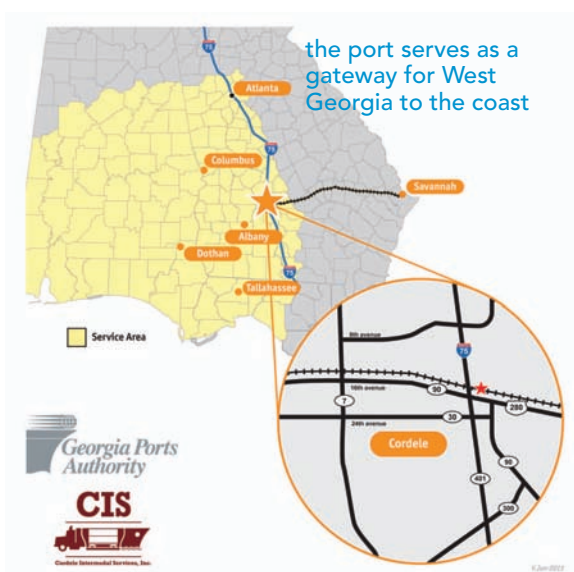 the port serves as a
gateway for West
Georgia to the coast
75
Atlanta
75
Columbus
Savannah
Albany
Dothan
75
Tallahassee
Service Area
8th avenue
75
16th avenue
90
7
280
30
24th avenue
Cordele
90
401
300
Georgia Ports
Authority
CIS
Cordele Intermodal Services, Inc.